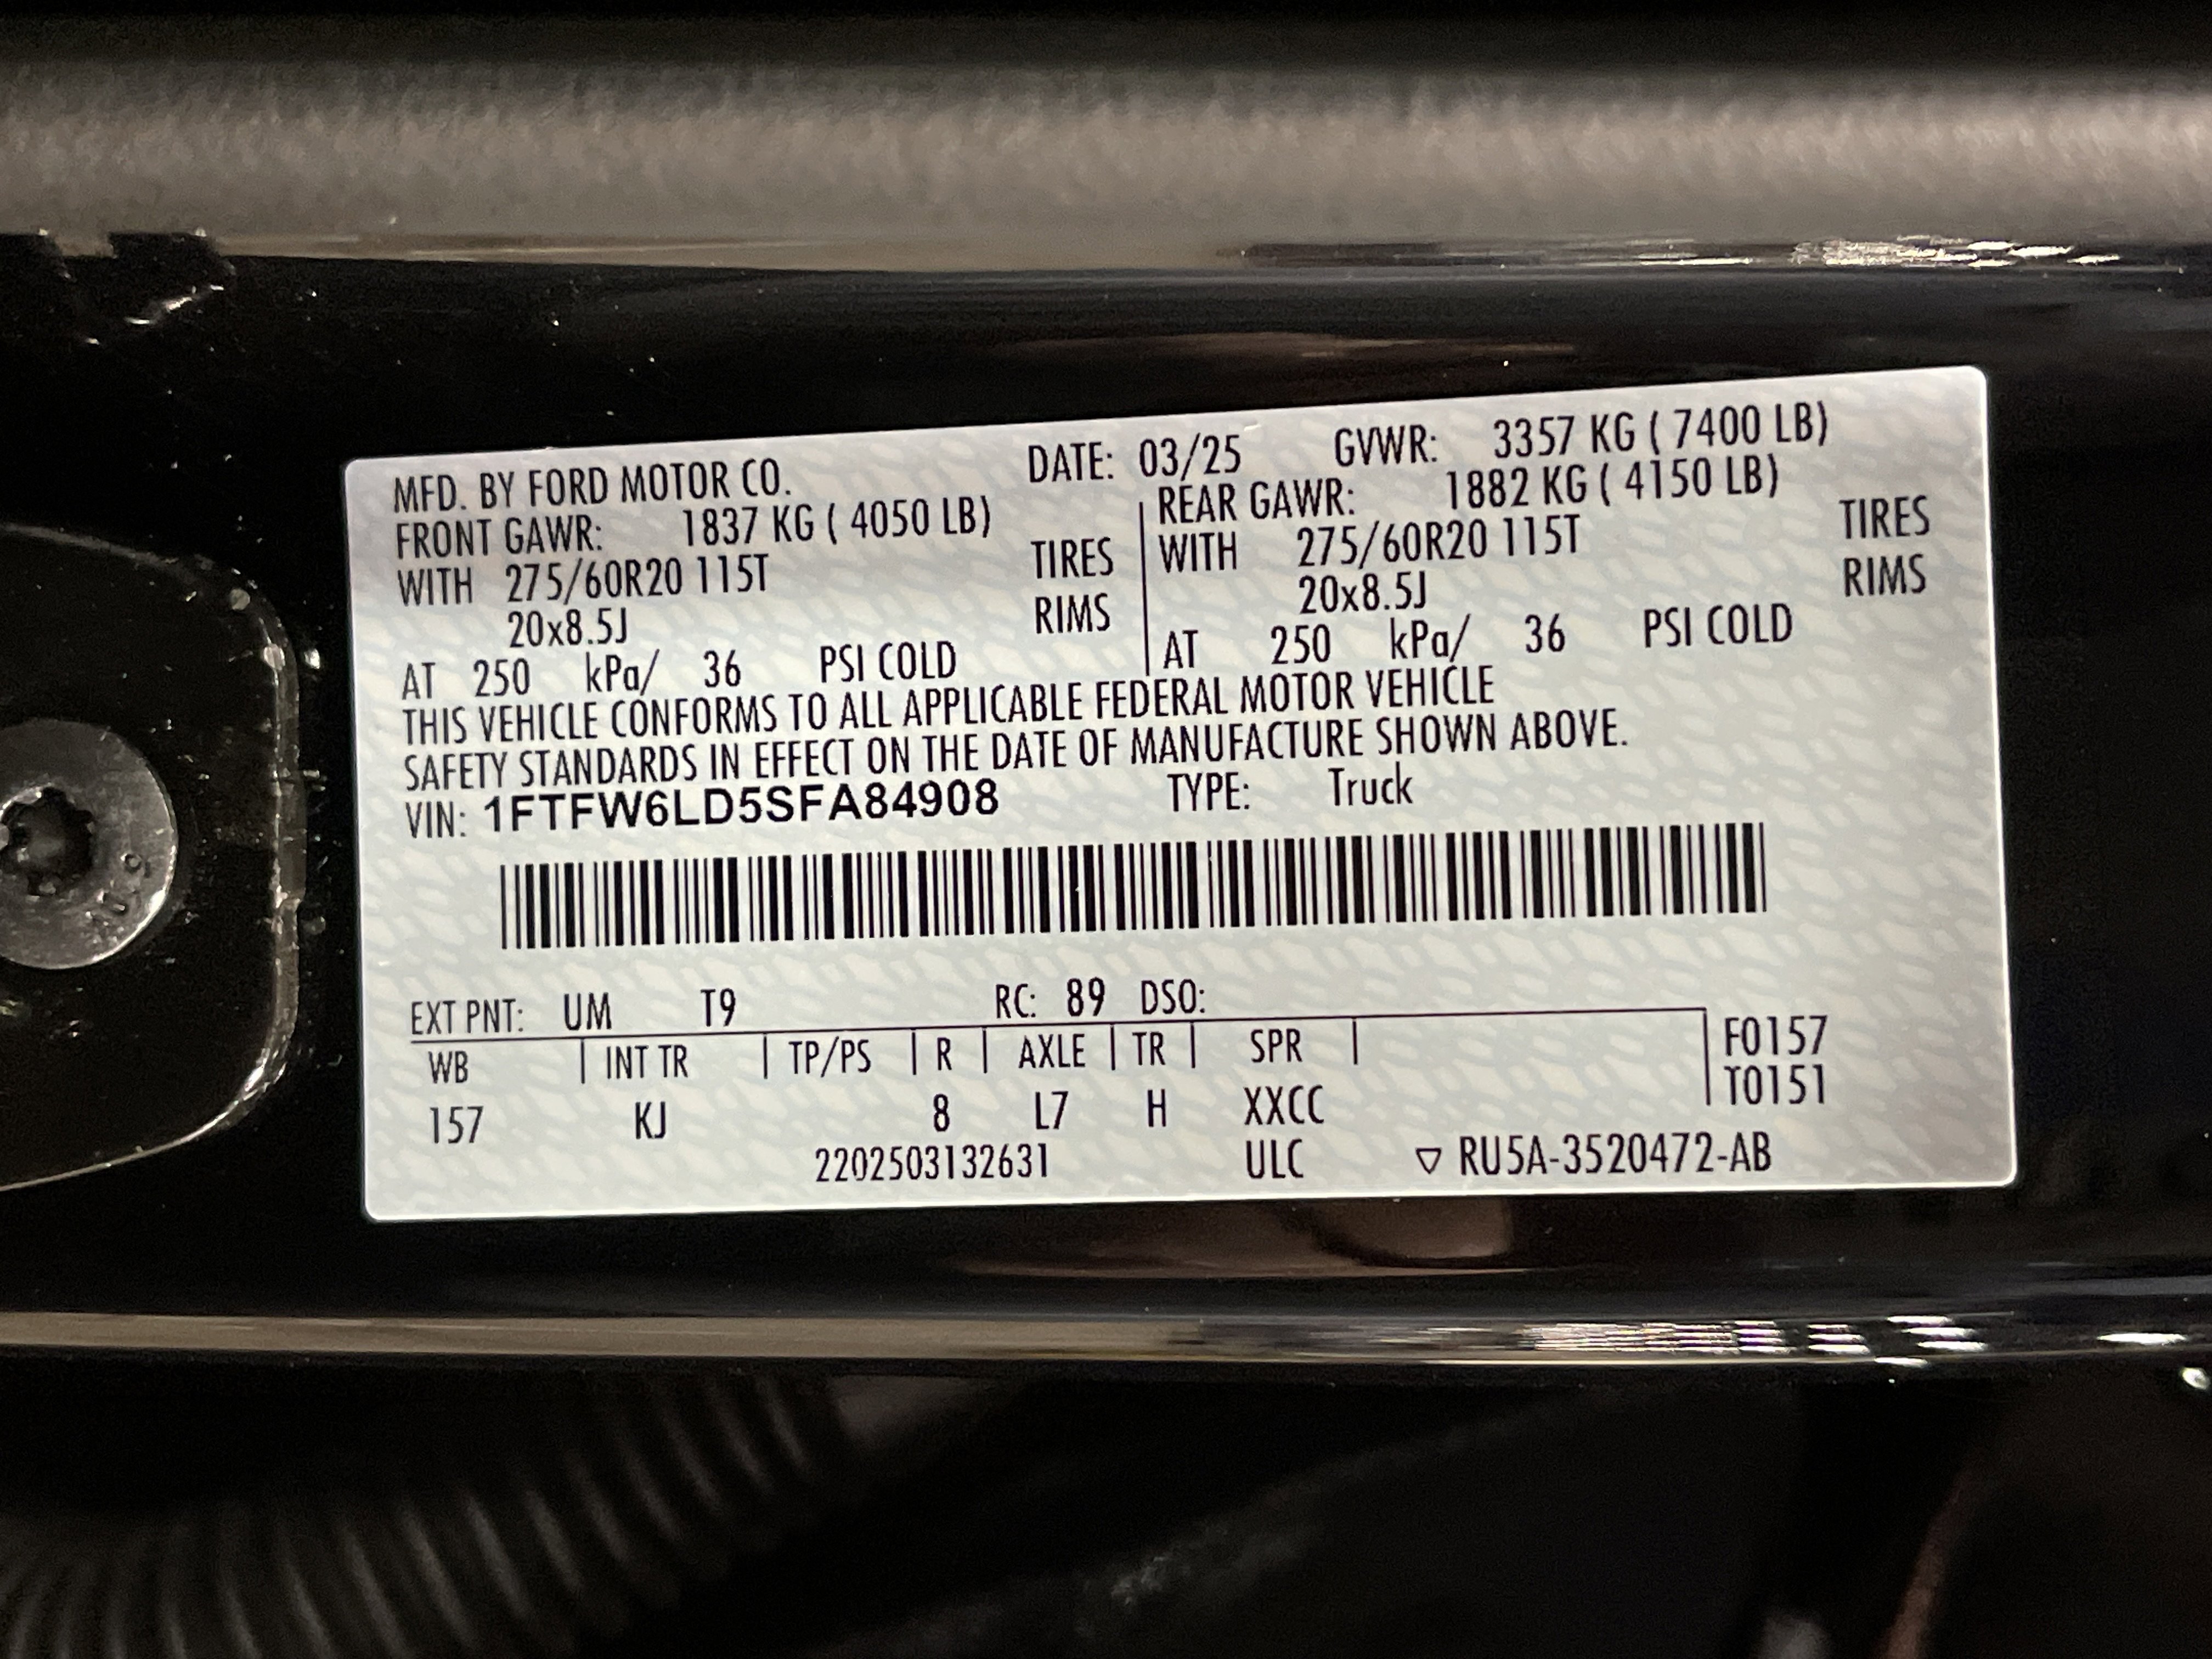 MFD. BY FORD MOTOR CO. DATE: 03/25 GVWR: 3357 KG ( 7400 LB)
FRONT GAWR: 1837 KG ( 4050 LB) REAR GAWR: 1882 KG ( 4150 LB)
WITH 275/60R20 115T TIRES WITH 275/60R20 115T TIRES
20x8.5J RIMS 20x8.5J RIMS
AT 250 kPa/ 36 PSI COLD AT 250 kPa/ 36 PSI COLD
THIS VEHICLE CONFORMS TO ALL APPLICABLE FEDERAL MOTOR VEHICLE
SAFETY STANDARDS IN EFFECT ON THE DATE OF MANUFACTURE SHOWN ABOVE.
VIN: 1FTFW6LD5SFA84908 TYPE: Truck
EXT PNT: UM T9 RC: 89 DSO:
WB INT TR TP/PS R AXLE TR SPR F0157
T0151
157 KJ 8 L7 H XXCC
2202503132631 ULC ▽ RU5A-3520472-AB